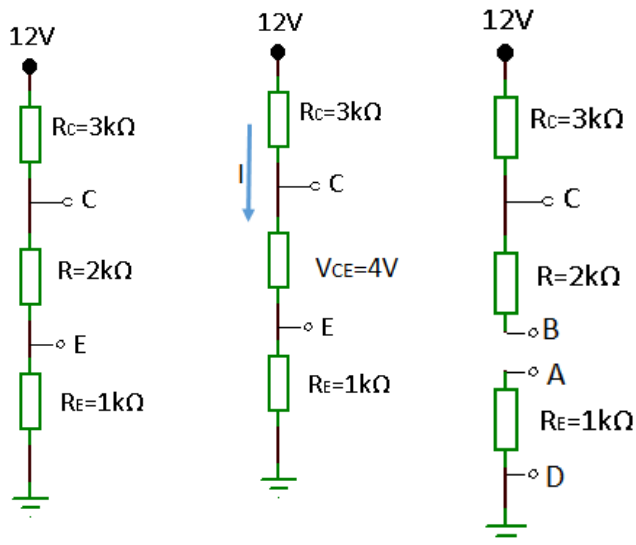 12V
RC=3kΩ
C
R=2kΩ
E
RE=1kΩ
12V
RC=3kΩ
I
C
VCE=4V
E
RE=1kΩ
12V
RC=3kΩ
C
R=2kΩ
B
A
RE=1kΩ
D